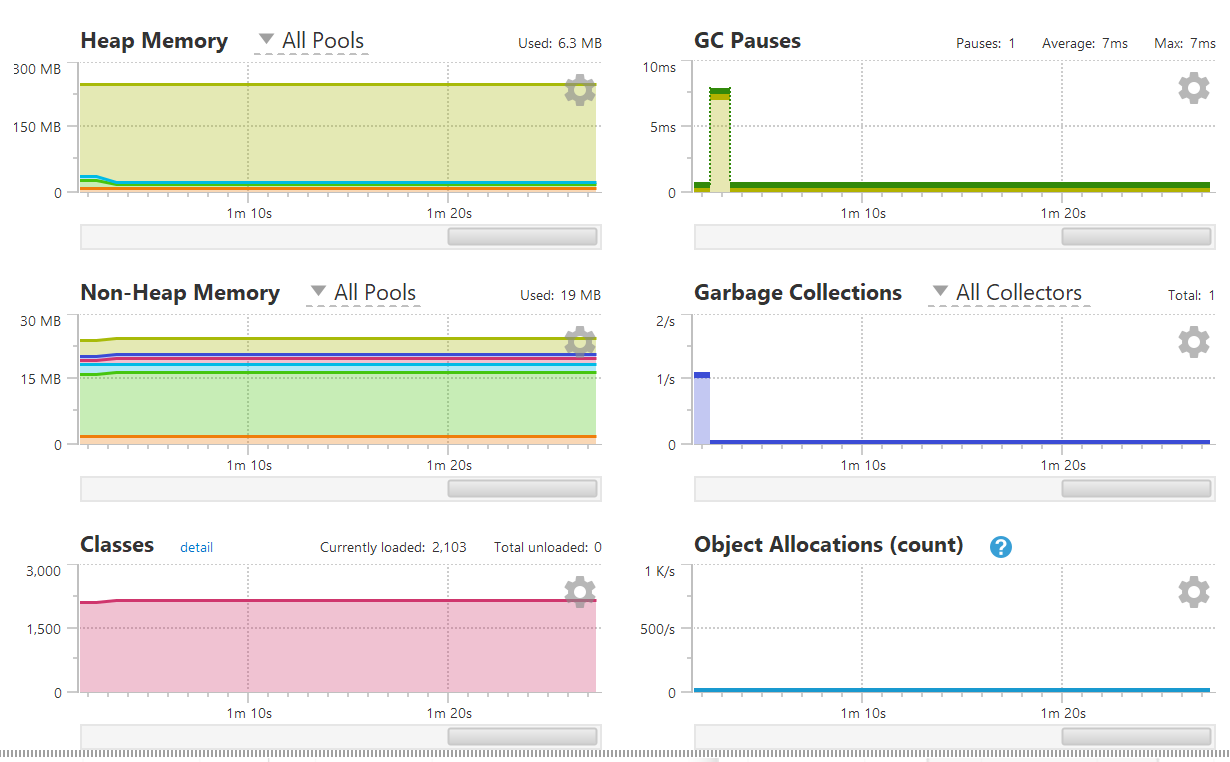 Heap Memory All Pools Used: 6.3 MB
300 MB
150 MB
0
1m 10s 1m 20s
GC Pauses Pauses: 1 Average: 7ms Max: 7ms
10ms
5ms
0
1m 10s 1m 20s
Non-Heap Memory All Pools Used: 19 MB
30 MB
15 MB
0
1m 10s 1m 20s
Garbage Collections All Collectors Total: 1
2/s
1/s
0
1m 10s 1m 20s
Classes detail Currently loaded: 2,103 Total unloaded: 0
3,000
1,500
0
1m 10s 1m 20s
Object Allocations (count) ?
1 K/s
500/s
0
1m 10s 1m 20s